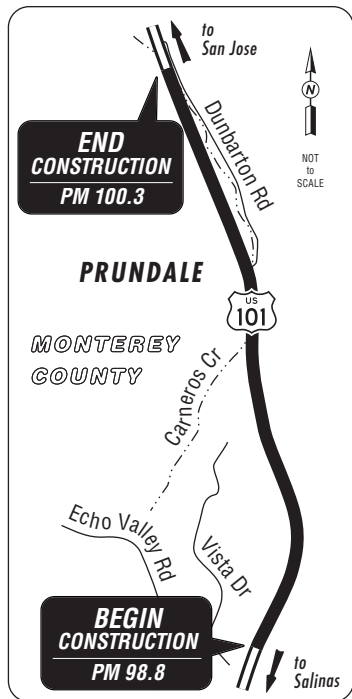 to
San Jose
N
NOT
to
SCALE
Dunbarton Rd
END
CONSTRUCTION
PM 100.3
PRUNDALE
US
101
MONTEREY
COUNTY
Carneros Cr
Echo Valley Rd
Vista Dr
BEGIN
CONSTRUCTION
PM 98.8
to
Salinas